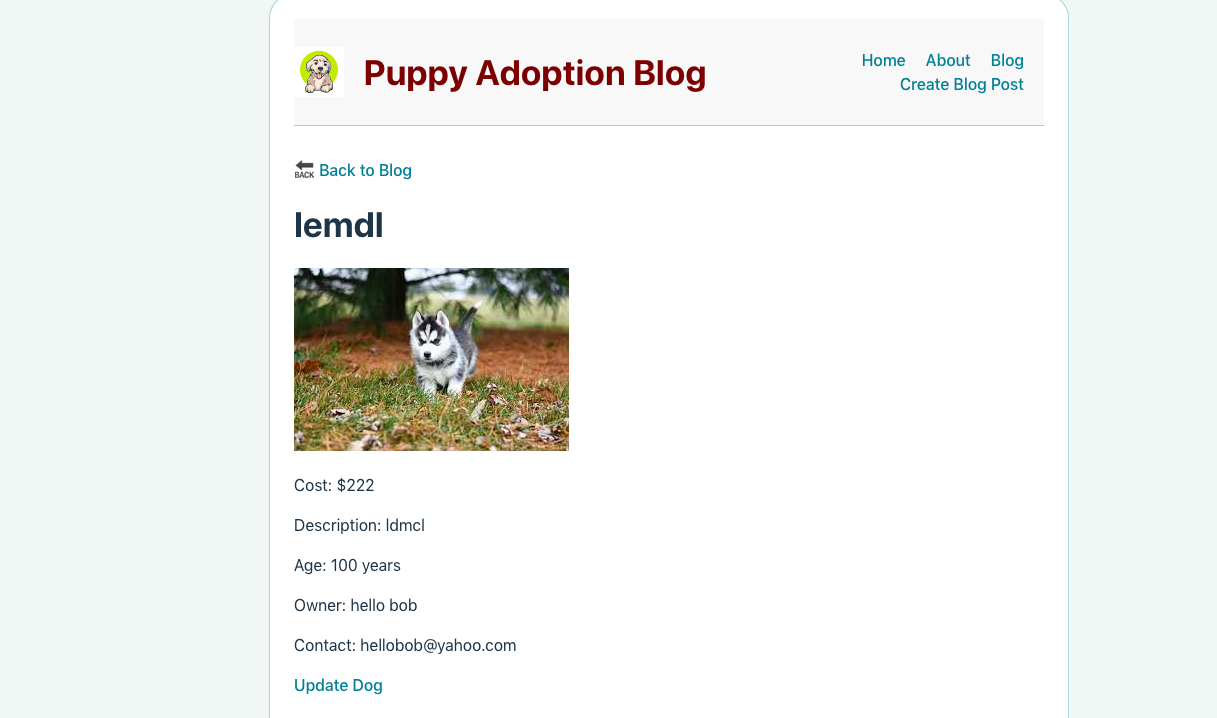 Puppy Adoption Blog
Home About Blog
Create Blog Post
BACK Back to Blog
lemdl
Cost: $222
Description: ldmcl
Age: 100 years
Owner: hello bob
Contact: hellobob@yahoo.com
Update Dog